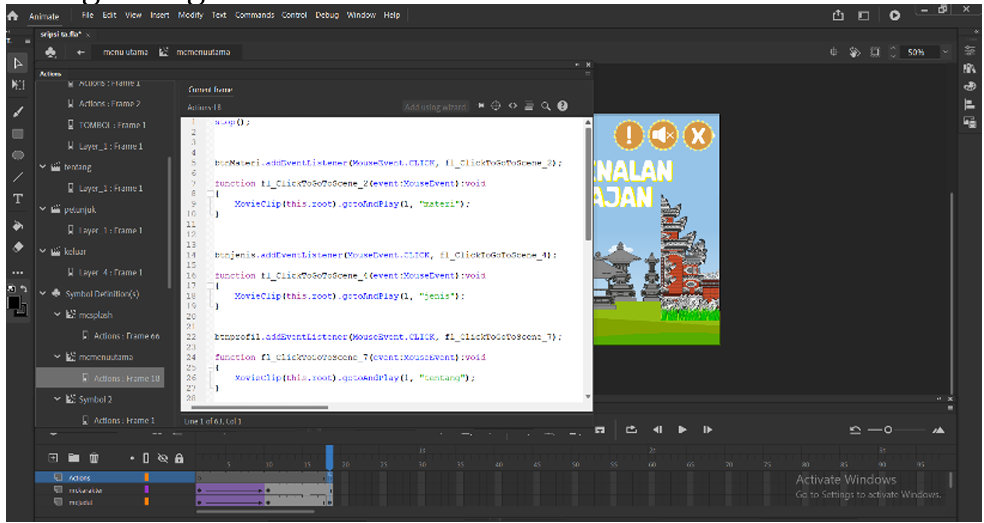 Animate File Edit View Insert Modify Text Commands Control Debug Window Help
sripsi ta.fla*
menu utama mcmenuutama
50%
Actions
Actions : Frame 1
Actions : Frame 2
TOMBOL : Frame 1
Layer_1 : Frame 1
tentang
Layer_1 : Frame 1
petunjuk
Layer_1 : Frame 1
keluar
Layer 4 : Frame 1
Symbol Definition(s)
mcsplash
Actions : Frame 66
mcmenuutama
Actions : Frame 18
Symbol 2
Actions : Frame 1
Current frame
Actions:18
Add using wizard
1 stop();
2
3
4
5 btnMateri.addEventListener(MouseEvent.CLICK, fl_ClickToGoToScene_2);
6
7 function fl_ClickToGoToScene_2(event:MouseEvent):void
8 {
9 MovieClip(this.root).gotoAndPlay(1, "materi");
10 }
11
12
13
14 btnjenis.addEventListener(MouseEvent.CLICK, fl_ClickToGoToScene_4);
15
16 function fl_ClickToGoToScene_4(event:MouseEvent):void
17 {
18 MovieClip(this.root).gotoAndPlay(1, "jenis");
19 }
20
21
22 btnprofil.addEventListener(MouseEvent.CLICK, fl_ClickToGoToScene_7);
23
24 function fl_ClickToGoToScene_7(event:MouseEvent):void
25 {
26 MovieClip(this.root).gotoAndPlay(1, "tentang");
27 }
28
Line 1 of 63, Col 1
NALAN
AJAN
1s 2s 3s
5 10 15 20 25 30 35 40 45 50 55 60 65 70 75 80 85 90 95
Actions
mckarakter
mcjudul
Activate Windows
Go to Settings to activate Windows.